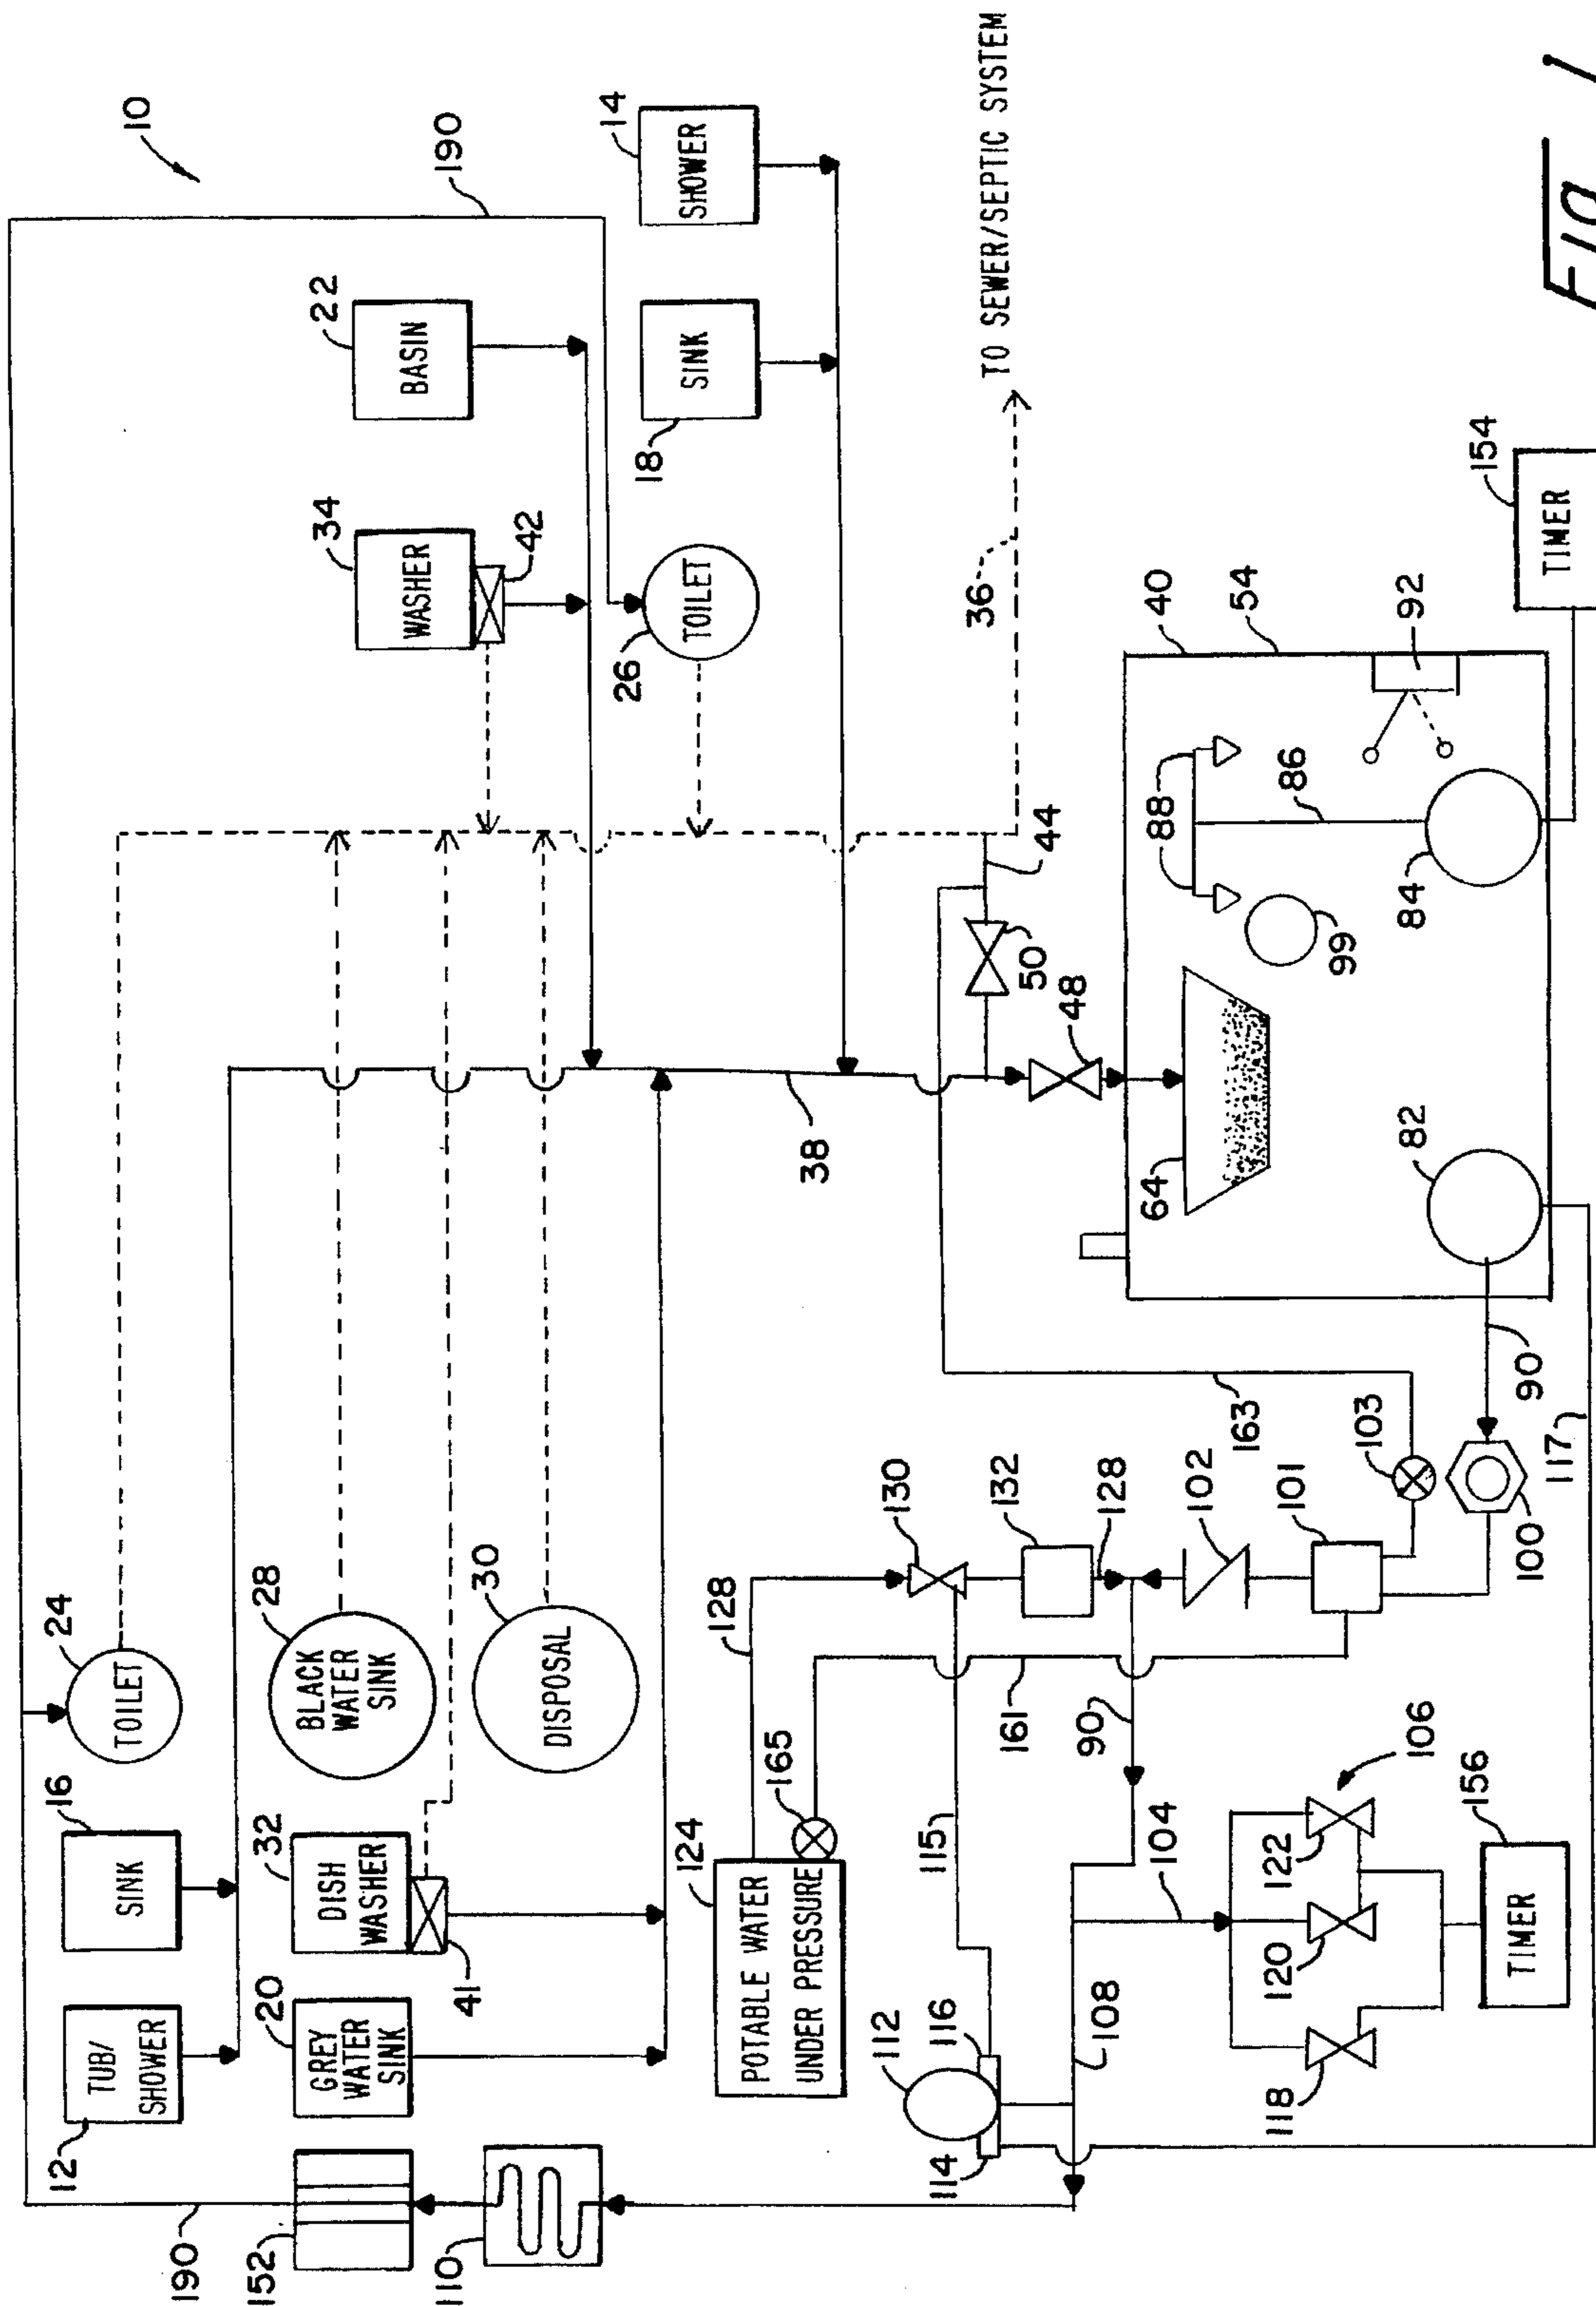 10
190
152
190
110
12
TUB/
SHOWER
16
SINK
24
TOILET
20
GREY
WATER
SINK
32
DISH
WASHER
41
28
BLACK
WATER
SINK
30
DISPOSAL
34
WASHER
42
22
BASIN
26
TOILET
18
SINK
14
SHOWER
36
TO SEWER/SEPTIC SYSTEM
124
POTABLE WATER
UNDER PRESSURE
165
128
130
132
128
102
101
103
163
161
115
90
112
114
116
108
104
106
118
120
122
156
TIMER
100
90
117
38
44
50
48
64
82
99
88
86
84
92
40
54
154
TIMER
Fig. 1